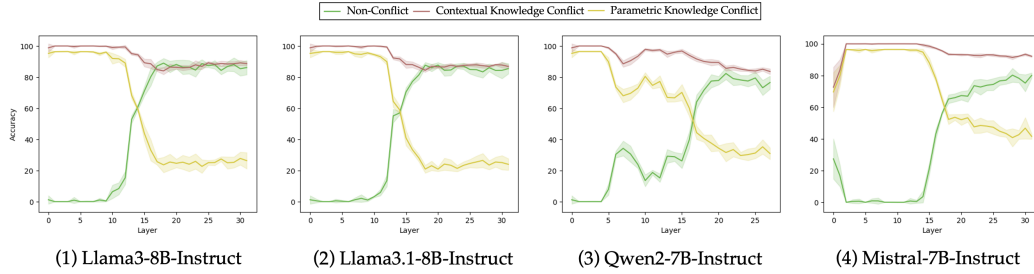 Non-Conflict Contextual Knowledge Conflict Parametric Knowledge Conflict
Accuracy
100
80
60
40
20
0
0 5 10 15 20 25 30
Layer
(1) Llama3-8B-Instruct
100
80
60
40
20
0
0 5 10 15 20 25 30
Layer
(2) Llama3.1-8B-Instruct
100
80
60
40
20
0
0 5 10 15 20 25
Layer
(3) Qwen2-7B-Instruct
100
80
60
40
20
0
0 5 10 15 20 25 30
Layer
(4) Mistral-7B-Instruct